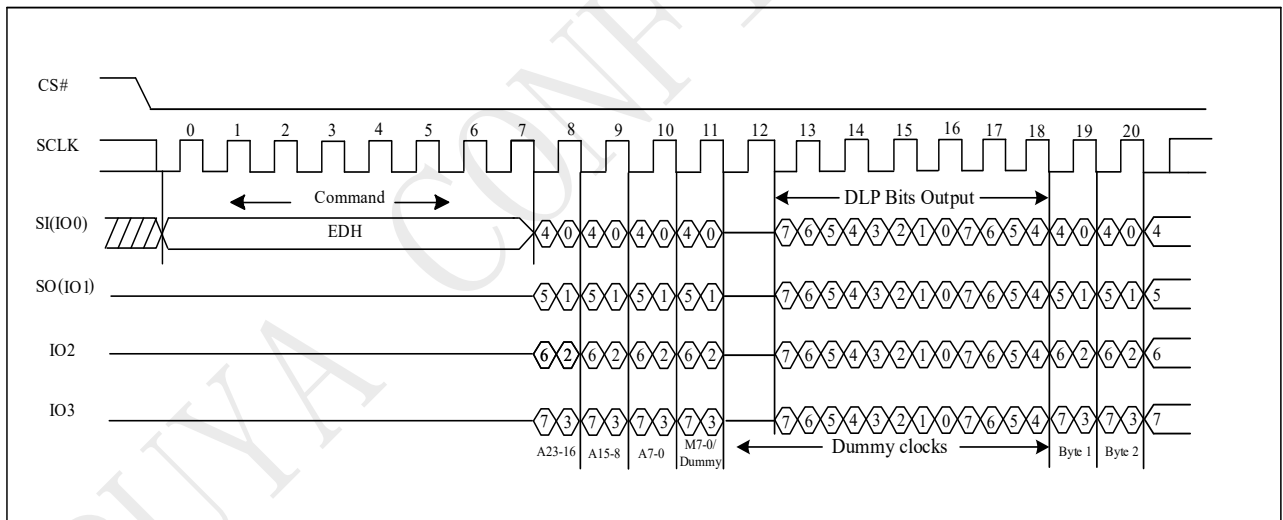 CS#
0 1 2 3 4 5 6 7 8 9 10 11 12 13 14 15 16 17 18 19 20
SCLK
Command
DLP Bits Output
SI(IO0)
EDH
4 0 4 0 4 0 4 0 7 6 5 4 3 2 1 0 7 6 5 4 4 0 4 0 4
SO(IO1)
5 1 5 1 5 1 5 1 7 6 5 4 3 2 1 0 7 6 5 4 5 1 5 1 5
IO2
6 2 6 2 6 2 6 2 7 6 5 4 3 2 1 0 7 6 5 4 6 2 6 2 6
IO3
7 3 7 3 7 3 7 3 7 6 5 4 3 2 1 0 7 6 5 4 7 3 7 3 7
A23-16 A15-8 A7-0 M7-0/
Dummy
Dummy clocks
Byte 1 Byte 2